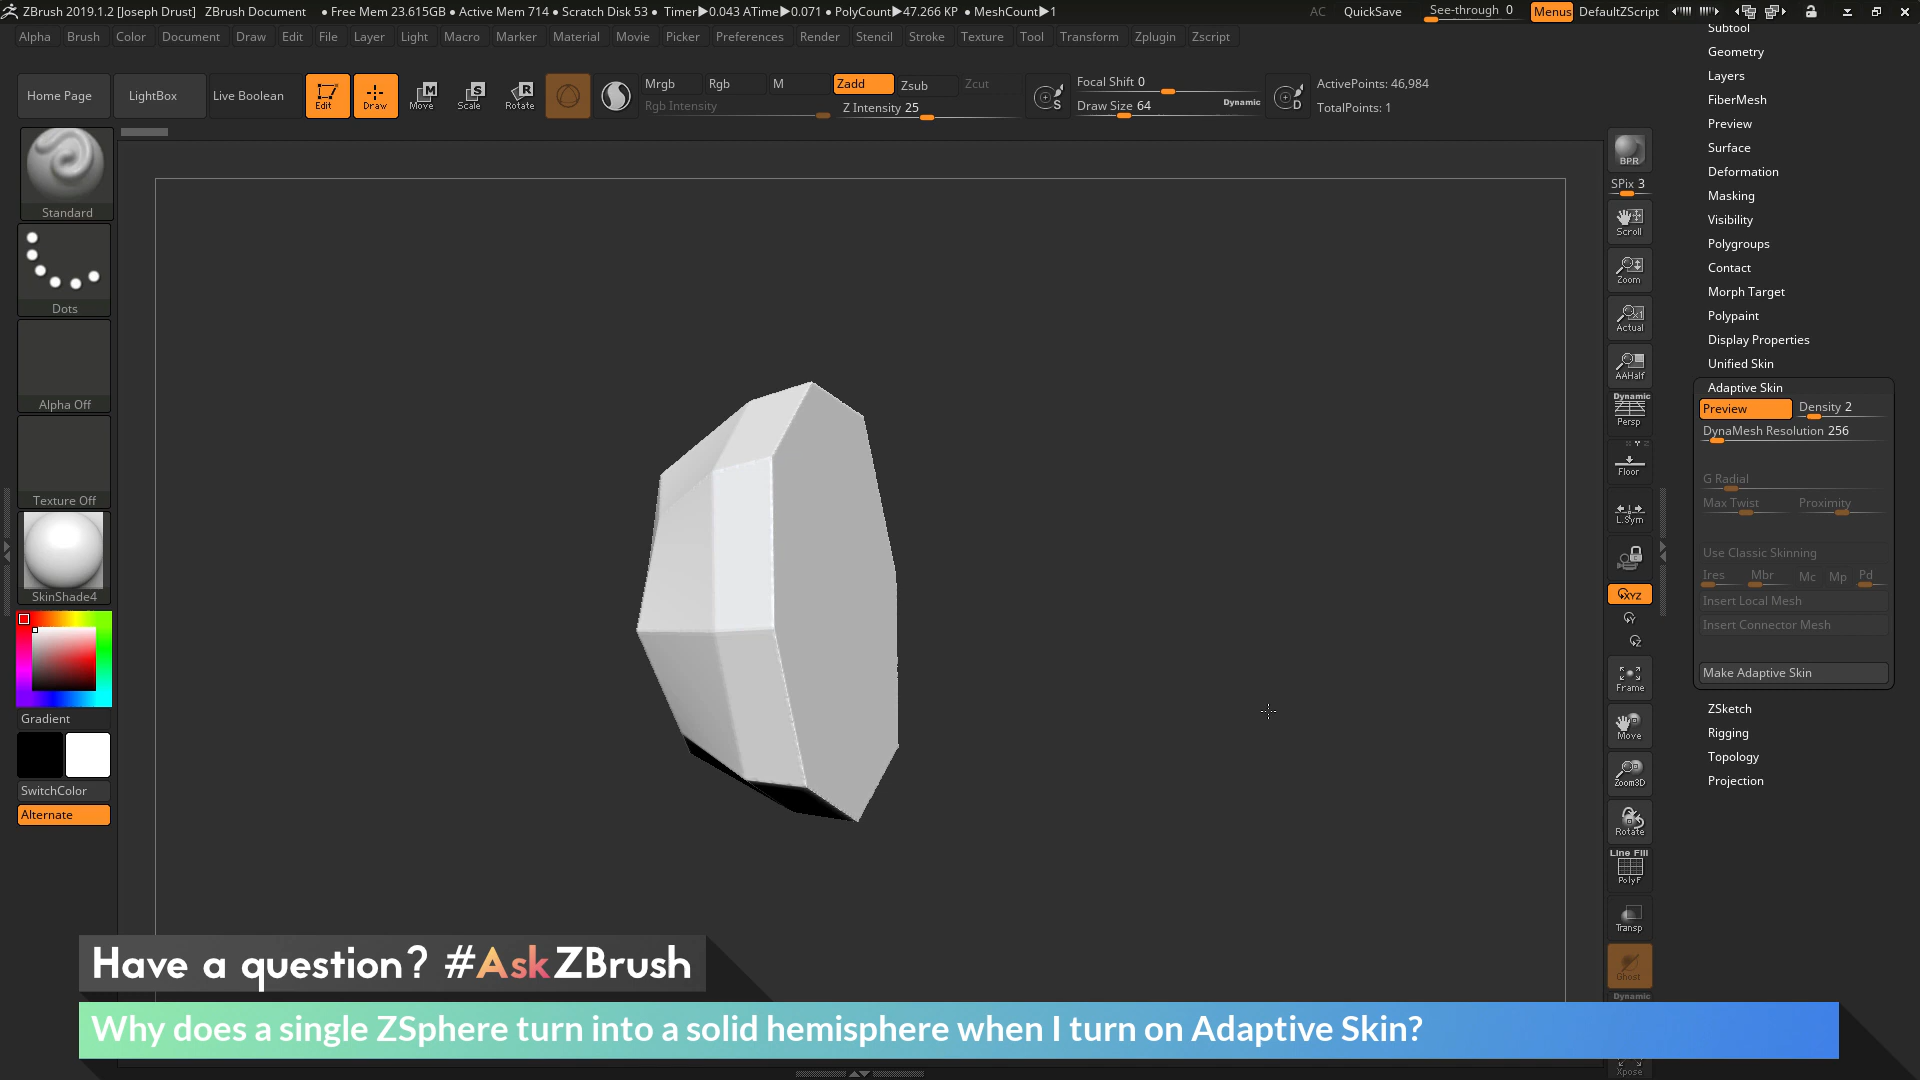 ZBrush 2019.1.2 [Joseph Drust] ZBrush Document • Free Mem 23.615GB • Active Mem 714 • Scratch Disk 53 • Timer▶0.043 ATime▶0.071 • PolyCount▶47.266 KP • MeshCount▶1 AC QuickSave See-through 0 Menus DefaultZScript
Alpha Brush Color Document Draw Edit File Layer Light Macro Marker Material Movie Picker Preferences Render Stencil Stroke Texture Tool Transform Zplugin Zscript
Home Page LightBox Live Boolean Edit Draw Move Scale Rotate
Mrgb Rgb M Zadd Zsub Zcut
Rgb Intensity Z Intensity 25
Focal Shift 0
Draw Size 64 Dynamic
ActivePoints: 46,984
TotalPoints: 1
Standard
Dots
Alpha Off
Texture Off
SkinShade4
Gradient
SwitchColor
Alternate
BPR
SPix 3
Scroll
Zoom
Actual
AAHalf
Dynamic
Persp
Floor
L.Sym
XYZ
Y
Z
Frame
Move
Zoom3D
Rotate
Line Fill
PolyF
Transp
Ghost
Dynamic
Xpose
Subtool
Geometry
Layers
FiberMesh
Preview
Surface
Deformation
Masking
Visibility
Polygroups
Contact
Morph Target
Polypaint
Display Properties
Unified Skin
Adaptive Skin
Preview Density 2
DynaMesh Resolution 256
G Radial
Max Twist Proximity
Use Classic Skinning
Ires Mbr Mc Mp Pd
Insert Local Mesh
Insert Connector Mesh
Make Adaptive Skin
ZSketch
Rigging
Topology
Projection
Have a question? #AskZBrush
Why does a single ZSphere turn into a solid hemisphere when I turn on Adaptive Skin?